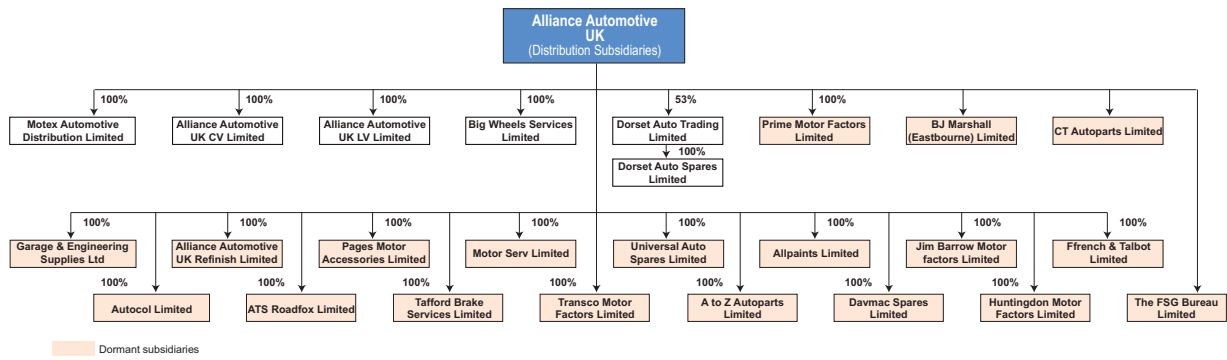 Alliance Automotive
UK
(Distribution Subsidiaries)
100%
100%
100%
100%
53%
100%
Motex Automotive
Distribution Limited
Alliance Automotive
UK CV Limited
Alliance Automotive
UK LV Limited
Big Wheels Services
Limited
Dorset Auto Trading
Limited
Prime Motor Factors
Limited
BJ Marshall
(Eastbourne) Limited
CT Autoparts Limited
100%
Dorset Auto Spares
Limited
100%
100%
100%
100%
100%
100%
100%
100%
Garage & Engineering
Supplies Ltd
Alliance Automotive
UK Refinish Limited
Pages Motor
Accessories Limited
Motor Serv Limited
Universal Auto
Spares Limited
Allpaints Limited
Jim Barrow Motor
factors Limited
Ffrench & Talbot
Limited
100%
100%
100%
100%
100%
100%
100%
100%
Autocol Limited
ATS Roadfox Limited
Tafford Brake
Services Limited
Transco Motor
Factors Limited
A to Z Autoparts
Limited
Davmac Spares
Limited
Huntingdon Motor
Factors Limited
The FSG Bureau
Limited
Dormant subsidiaries